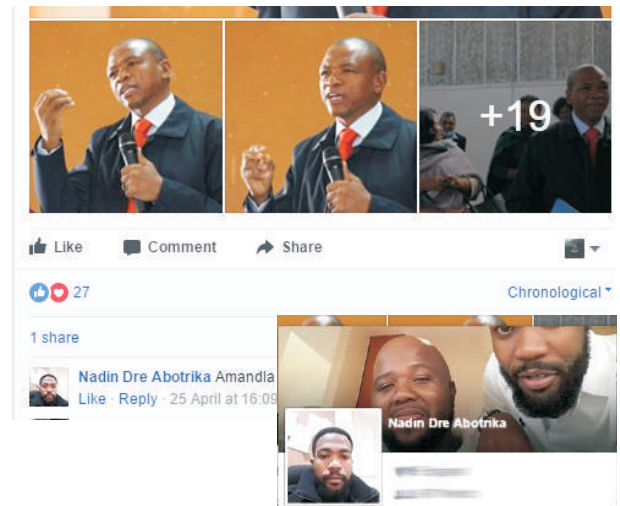 +19
Like Comment Share
27
Chronological
1 share
Nadin Dre Abotrika Amandla
Like · Reply · 25 April at 16:09
Nadin Dre Abotrika